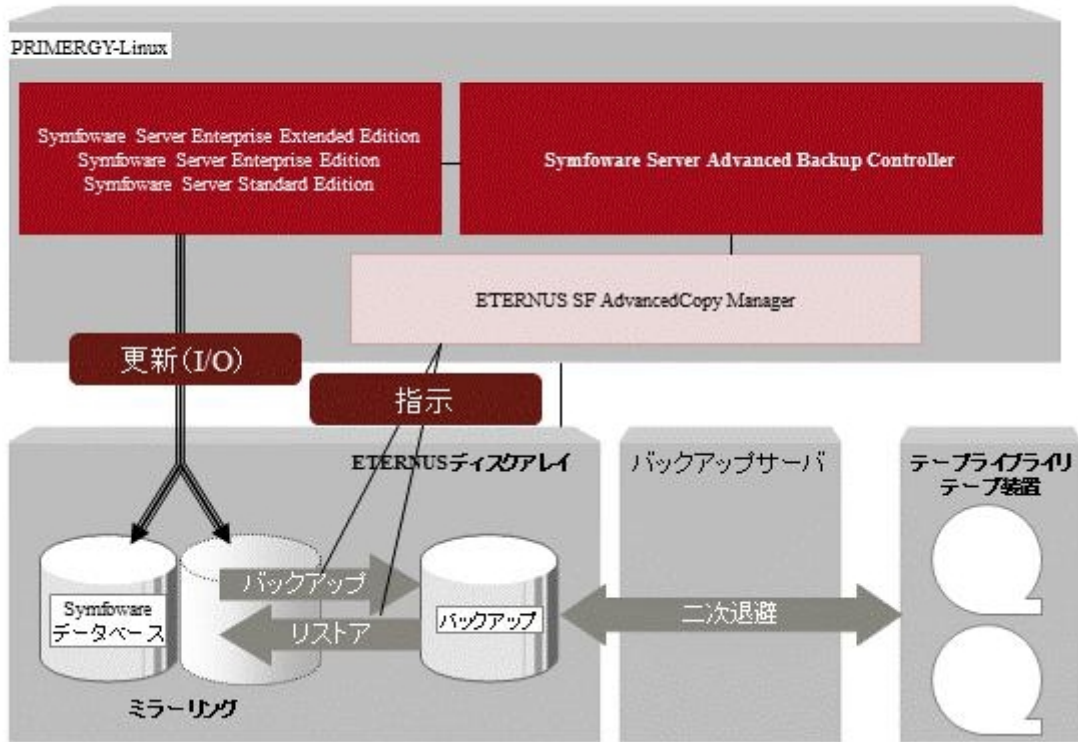 PRIMERGY-Linux
Symfoware Server Enterprise Extended Edition
Symfoware Server Enterprise Edition
Symfoware Server Standard Edition
Symfoware Server Advanced Backup Controller
ETERNUS SF AdvancedCopy Manager
更新(I/O)
指示
ETERNUSディスクアレイ
バックアップサーバ
テープライブライリ
テープ装置
バックアップ
Symfoware
データベース
リストア
バックアップ
二次退避
ミラーリング